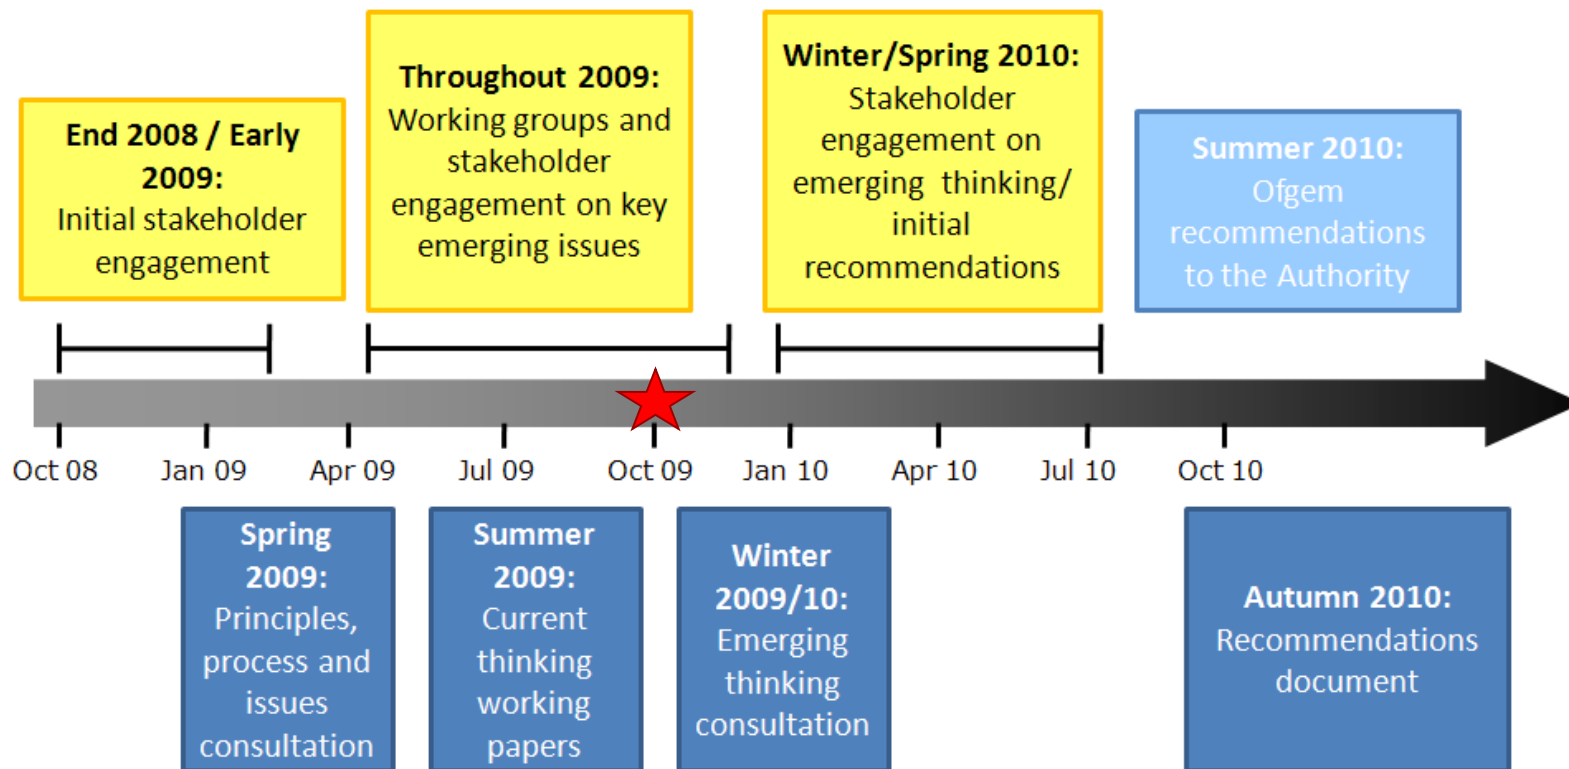 End 2008 / Early
2009:
Initial stakeholder
engagement
Throughout 2009:
Working groups and
stakeholder
engagement on key
emerging issues
Winter/Spring 2010:
Stakeholder
engagement on
emerging thinking/
initial
recommendations
Summer 2010:
Ofgem
recommendations
to the Authority
Oct 08
Jan 09
Apr 09
Jul 09
Oct 09
Jan 10
Apr 10
Jul 10
Oct 10
Spring
2009:
Principles,
process and
issues
consultation
Summer
2009:
Current
thinking
working
papers
Winter
2009/10:
Emerging
thinking
consultation
Autumn 2010:
Recommendations
document